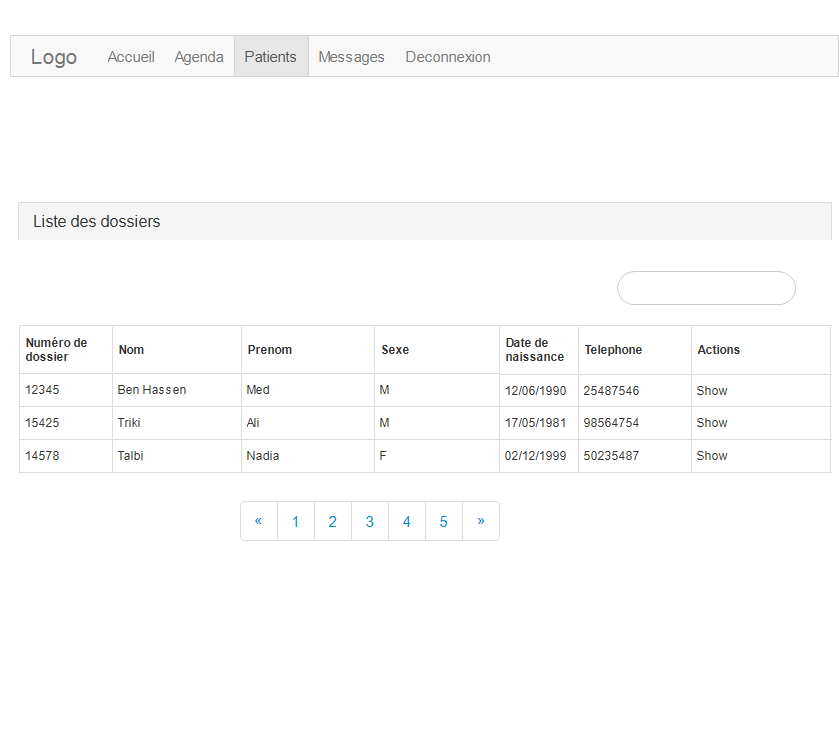 Logo Accueil Agenda Patients Messages Deconnexion
Liste des dossiers
Numéro de dossier Nom Prenom Sexe Date de naissance Telephone Actions
12345 Ben Hassen Med M 12/06/1990 25487546 Show
15425 Triki Ali M 17/05/1981 98564754 Show
14578 Talbi Nadia F 02/12/1999 50235487 Show
« 1 2 3 4 5 »